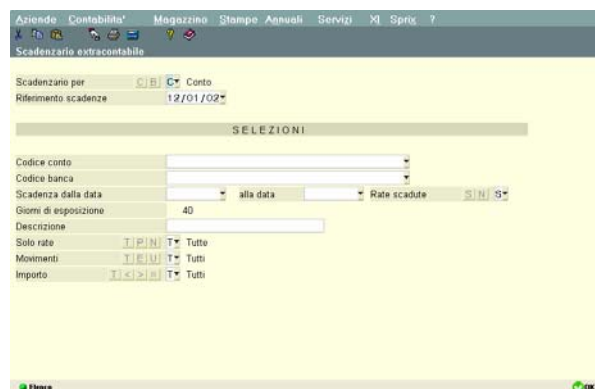 Aziende Contabilita' Magazzino Stampe Annuali Servizi XI Sprix ?
Scadenzario extracontabile
Scadenzario per C B C Conto
Riferimento scadenze 12/01/02
SELEZIONI
Codice conto
Codice banca
Scadenza dalla data alla data Rate scadute S N S
Giorni di esposizione 40
Descrizione
Solo rate T P N T Tutte
Movimenti T E U T Tutti
Importo T < > = T Tutti
Elenco OK